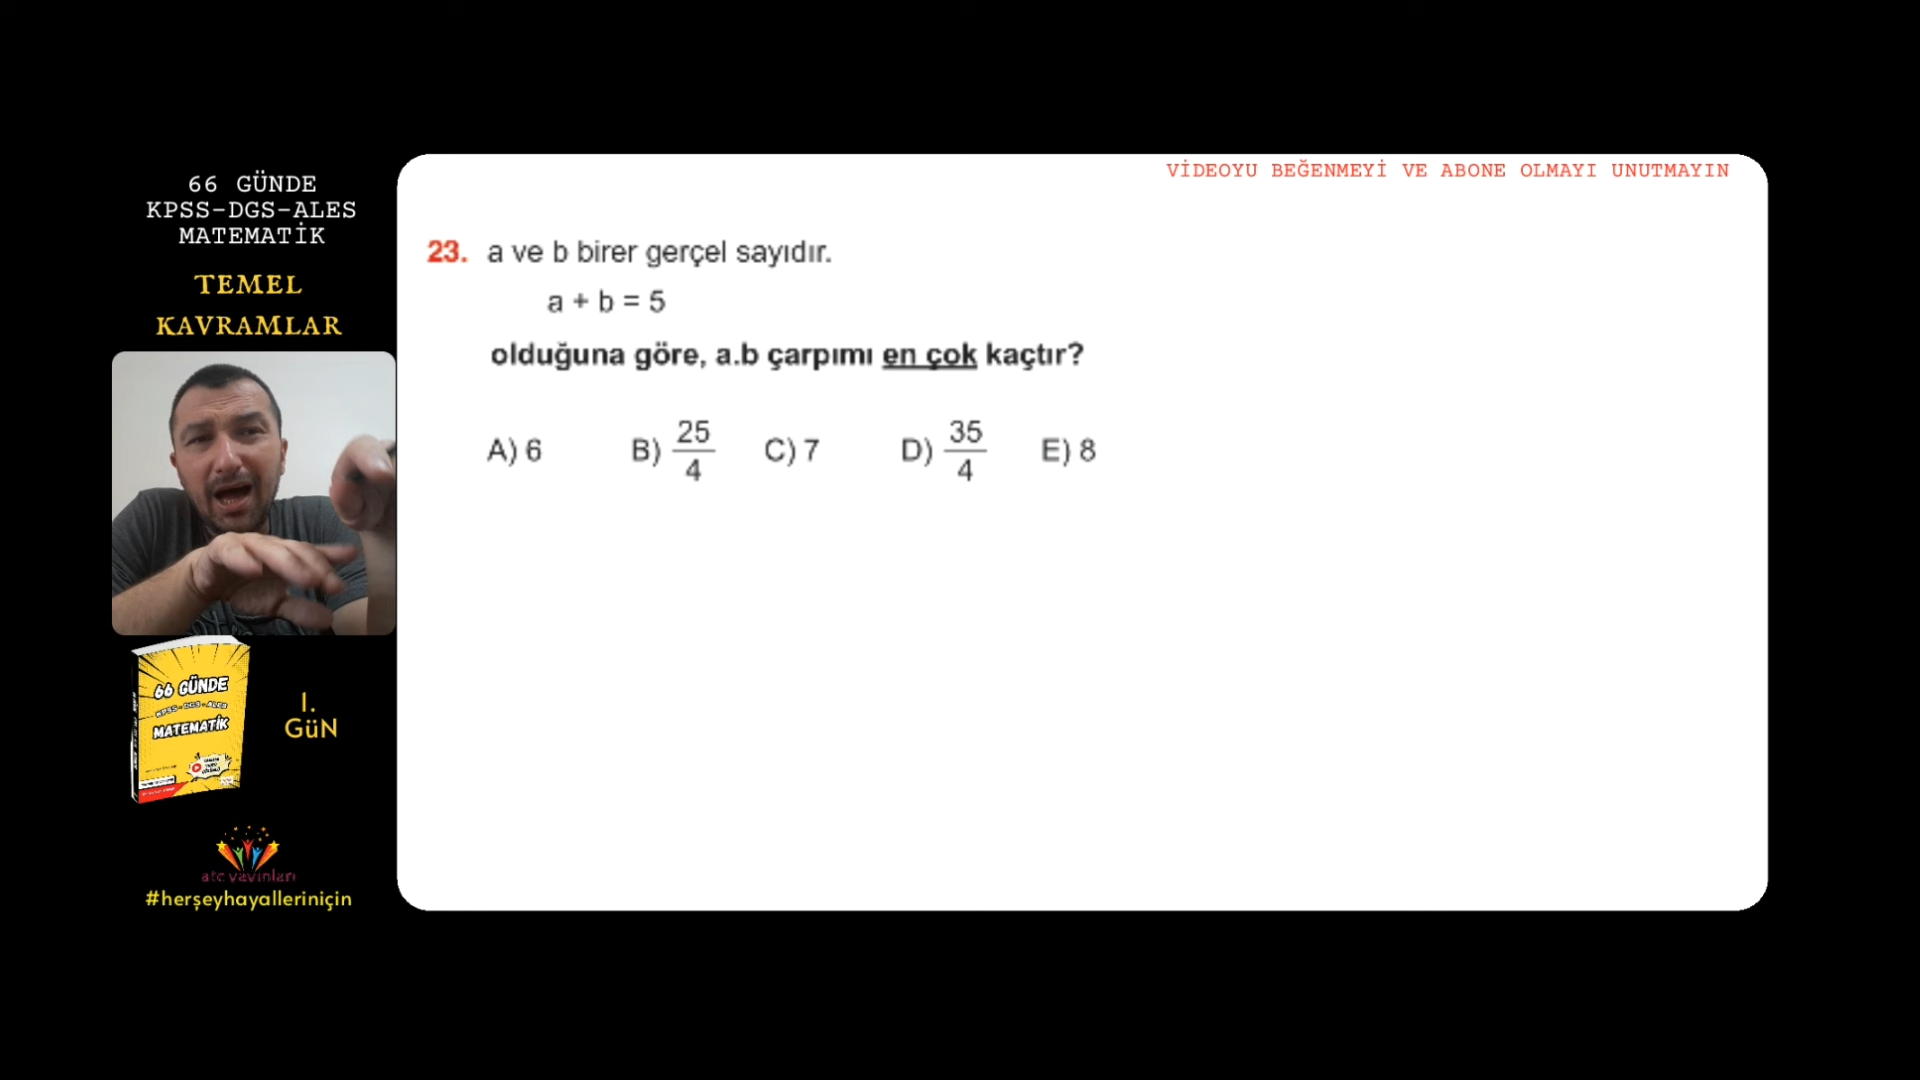 VİDEOYU BEĞENMEYİ VE ABONE OLMAYI UNUTMAYIN
66 GÜNDE
KPSS-DGS-ALES
MATEMATİK
TEMEL
KAVRAMLAR
23. a ve b birer gerçel sayıdır.
a + b = 5
olduğuna göre, a.b çarpımı en çok kaçtır?
A) 6 B) 25/4 C) 7 D) 35/4 E) 8
66 GÜNDE
KPSS-DGS-ALES
MATEMATİK
1.
GÜN
atc yayınları
#herşeyhayalleriniçin